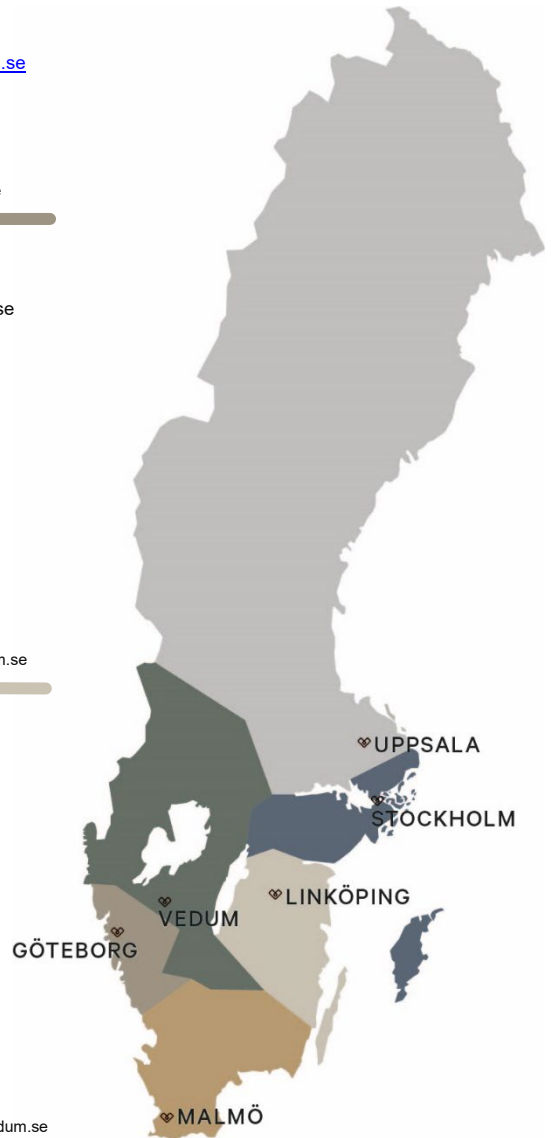 .se
se
m.se
UPPSALA
STOCKHOLM
LINKÖPING
VEDUM
GÖTEBORG
MALMÖ
dum.se